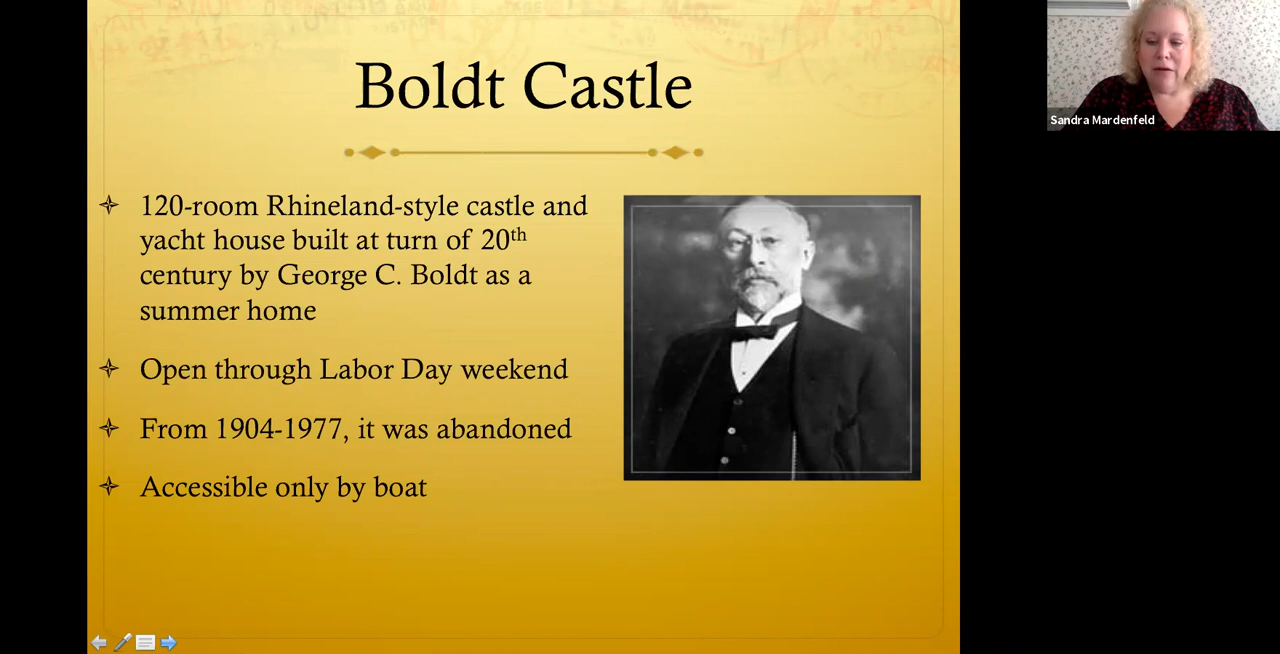 Boldt Castle
120-room Rhineland-style castle and
yacht house built at turn of 20th
century by George C. Boldt as a
summer home
Open through Labor Day weekend
From 1904-1977, it was abandoned
Accessible only by boat
Sandra Mardenfeld